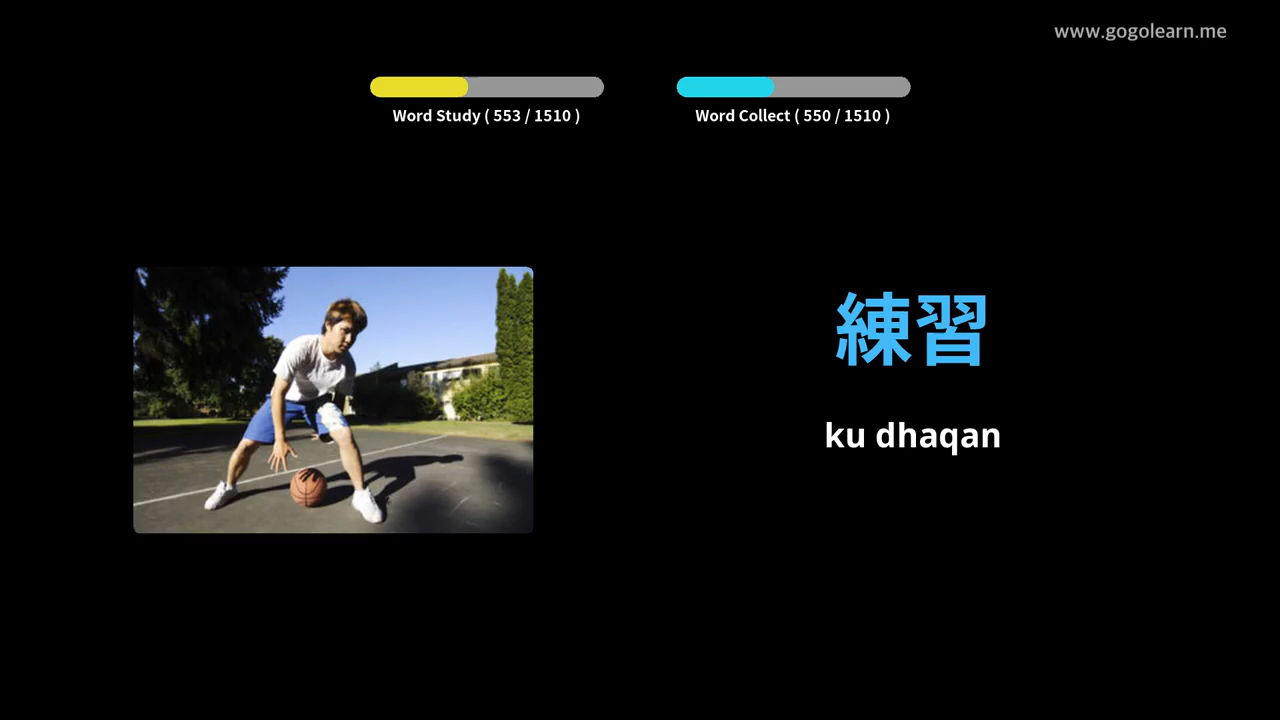 www.gogolearn.me
Word Study ( 553 / 1510 )
Word Collect ( 550 / 1510 )
練習
ku dhaqan